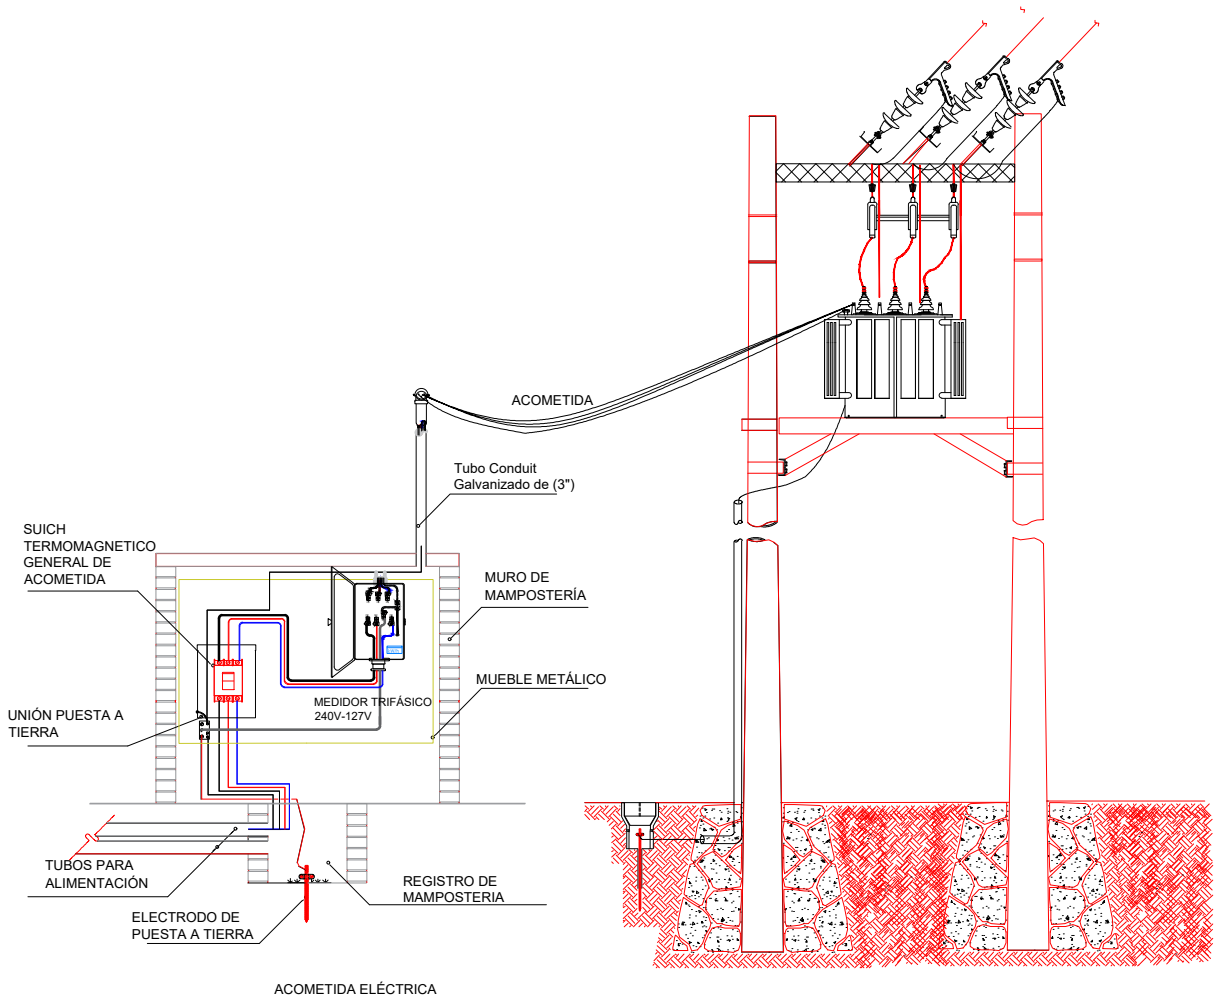 ACOMETIDA
Tubo Conduit
Galvanizado de (3")
SUICH
TERMOMAGNETICO
GENERAL DE
ACOMETIDA
MURO DE
MAMPOSTERÍA
MUEBLE METÁLICO
MEDIDOR TRIFÁSICO
240V-127V
UNIÓN PUESTA A
TIERRA
TUBOS PARA
ALIMENTACIÓN
REGISTRO DE
MAMPOSTERIA
ELECTRODO DE
PUESTA A TIERRA
ACOMETIDA ELÉCTRICA